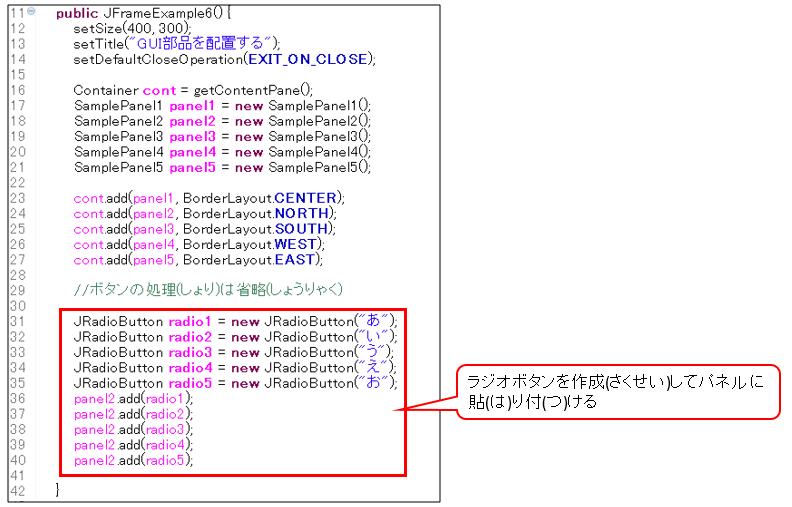 11 public JFrameExample6() {
12 setSize(400, 300);
13 setTitle("GUI部品を配置する");
14 setDefaultCloseOperation(EXIT_ON_CLOSE);
15
16 Container cont = getContentPane();
17 SamplePanel1 panel1 = new SamplePanel1();
18 SamplePanel2 panel2 = new SamplePanel2();
19 SamplePanel3 panel3 = new SamplePanel3();
20 SamplePanel4 panel4 = new SamplePanel4();
21 SamplePanel5 panel5 = new SamplePanel5();
22
23 cont.add(panel1, BorderLayout.CENTER);
24 cont.add(panel2, BorderLayout.NORTH);
25 cont.add(panel3, BorderLayout.SOUTH);
26 cont.add(panel4, BorderLayout.WEST);
27 cont.add(panel5, BorderLayout.EAST);
28
29 //ボタンの処理(しょり)は省略(しょうりゃく)
30
31 JRadioButton radio1 = new JRadioButton("あ");
32 JRadioButton radio2 = new JRadioButton("い");
33 JRadioButton radio3 = new JRadioButton("う");
34 JRadioButton radio4 = new JRadioButton("え");
35 JRadioButton radio5 = new JRadioButton("お");
36 panel2.add(radio1);
37 panel2.add(radio2);
38 panel2.add(radio3);
39 panel2.add(radio4);
40 panel2.add(radio5);
41
42 }
ラジオボタンを作成(さくせい)してパネルに
貼(は)り付(つ)ける